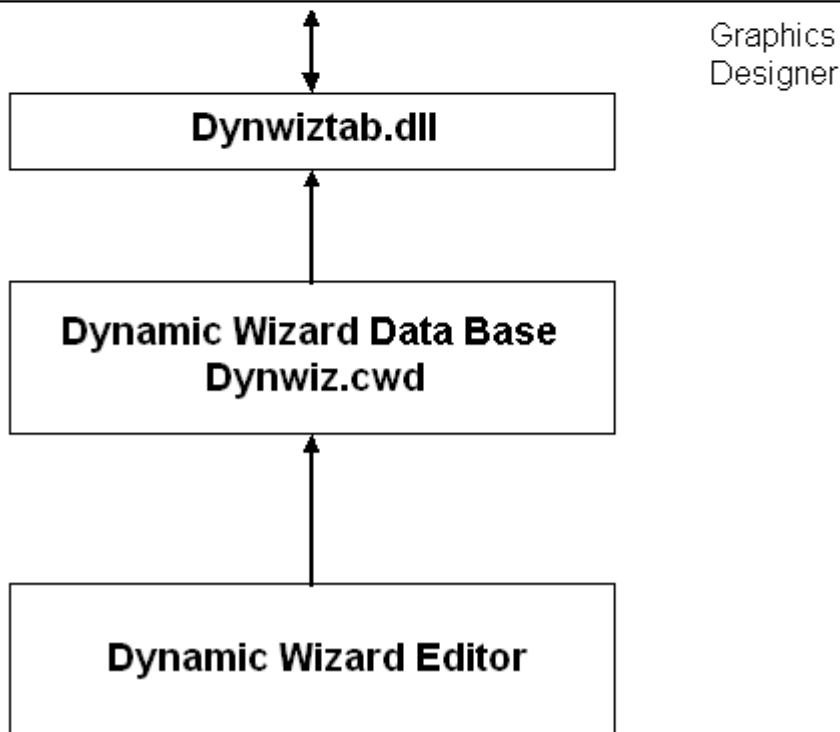 Graphics
Designer
Dynwiztab.dll
Dynamic Wizard Data Base
Dynwiz.cwd
Dynamic Wizard Editor